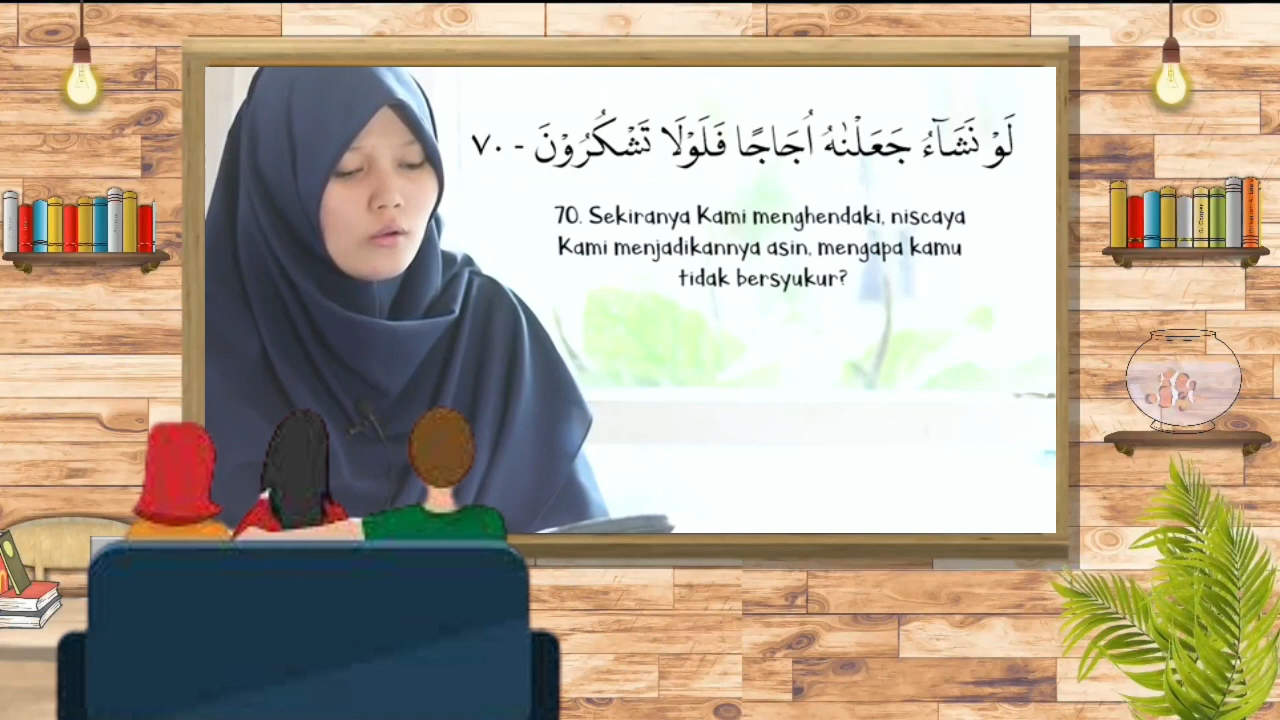 لَوْ نَشَاۤءُ جَعَلْنٰهُ اُجَاجًا فَلَوْلَا تَشْكُرُوْنَ - ٧٠
70. Sekiranya Kami menghendaki, niscaya
Kami menjadikannya asin, mengapa kamu
tidak bersyukur?